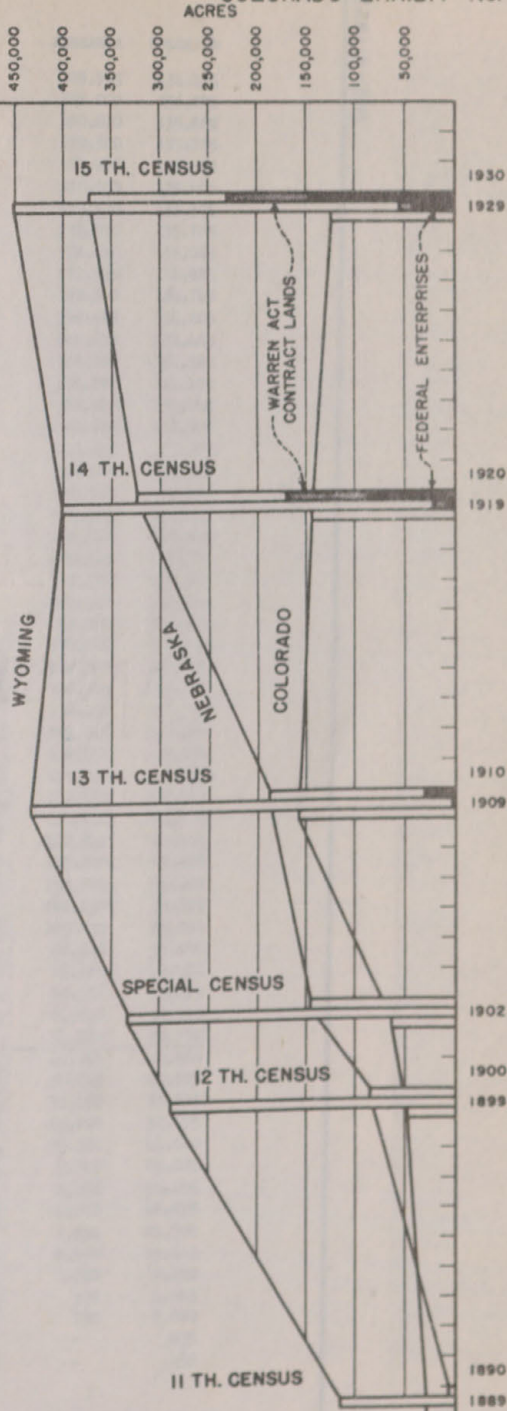 ACRES
450,000
400,000
350,000
300,000
250,000
200,000
150,000
100,000
50,000
15 TH. CENSUS
1930
1929
WARREN ACT
CONTRACT LANDS
FEDERAL ENTERPRISES
14 TH. CENSUS
1920
1919
WYOMING
NEBRASKA
COLORADO
13 TH. CENSUS
1910
1909
SPECIAL CENSUS
1902
12 TH. CENSUS
1900
1899
11 TH. CENSUS
1890
1889